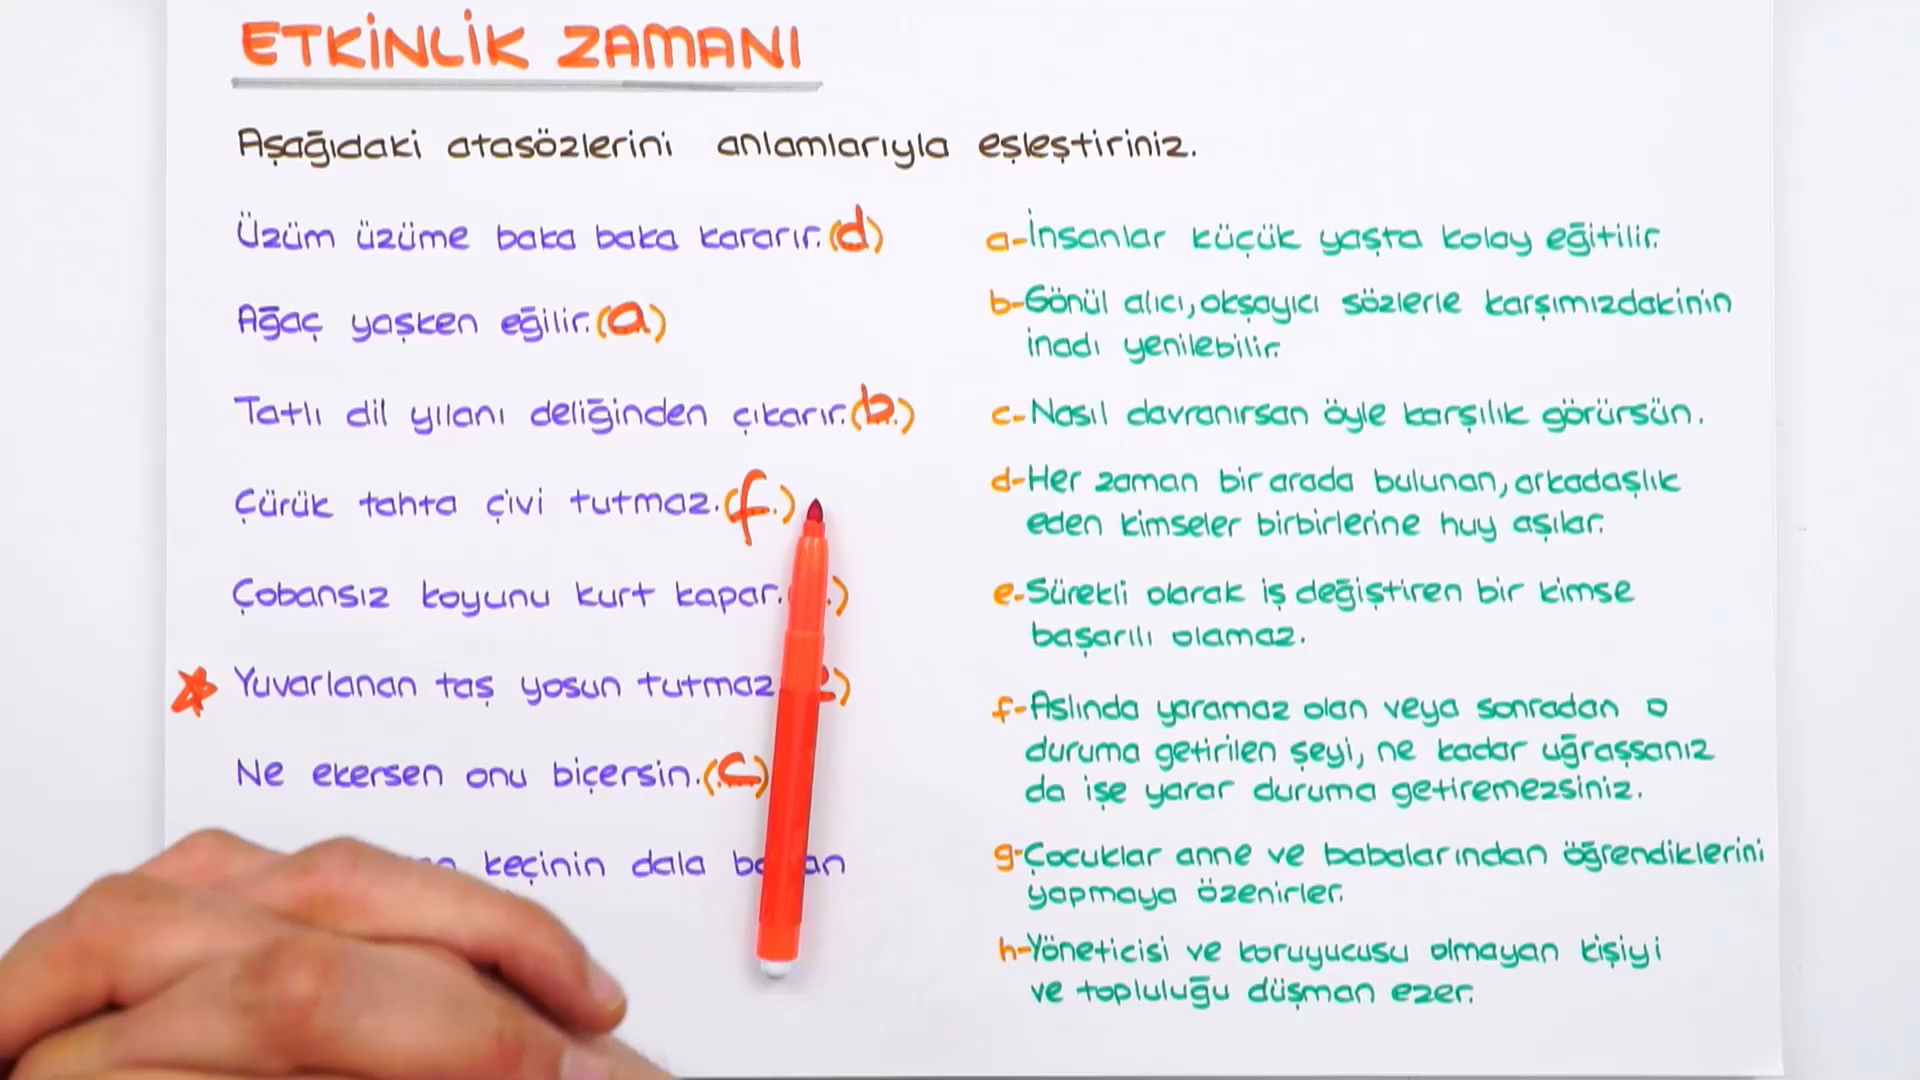 ETKİNLİK ZAMANI
Aşağıdaki atasözlerini anlamlarıyla eşleştiriniz.
Üzüm üzüme baka baka kararır.(d)
Ağaç yaşken eğilir.(a)
Tatlı dil yılanı deliğinden çıkarır.(b.)
Çürük tahta çivi tutmaz.(f.)
Çobansız koyunu kurt kapar.
Yuvarlanan taş yosun tutmaz
Ne ekersen onu biçersin.(c)
keçinin dala
a-İnsanlar küçük yaşta kolay eğitilir.
b-Gönül alıcı,okşayıcı sözlerle karşımızdakinin
inadı yenilebilir.
c-Nasıl davranırsan öyle karşılık görürsün.
d-Her zaman bir arada bulunan,arkadaşlık
eden kimseler birbirlerine huy aşılar.
e-Sürekli olarak iş değiştiren bir kimse
başarılı olamaz.
f-Aslında yaramaz olan veya sonradan o
duruma getirilen şeyi, ne kadar uğraşsanız
da işe yarar duruma getiremezsiniz.
g-Çocuklar anne ve babalarından öğrendiklerini
yapmaya özenirler.
h-Yöneticisi ve koruyucusu olmayan kişiyi
ve topluluğu düşman ezer.